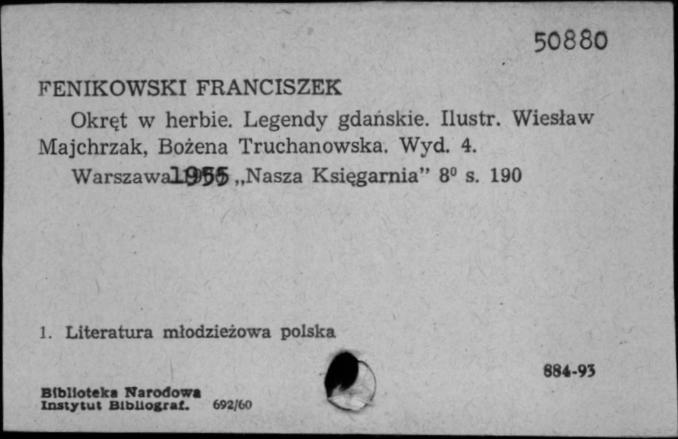 50880
FENIKOWSKI FRANCISZEK
Okręt w herbie. Legendy gdańskie. Ilustr. Wiesław
Majchrzak, Bożena Truchanowska. Wyd. 4.
Warszawa „Nasza Księgarnia” 8⁰ s. 190
1. Literatura młodzieżowa polska
884-93
Biblioteka Narodowa
Instytut Bibliograf. 692/60